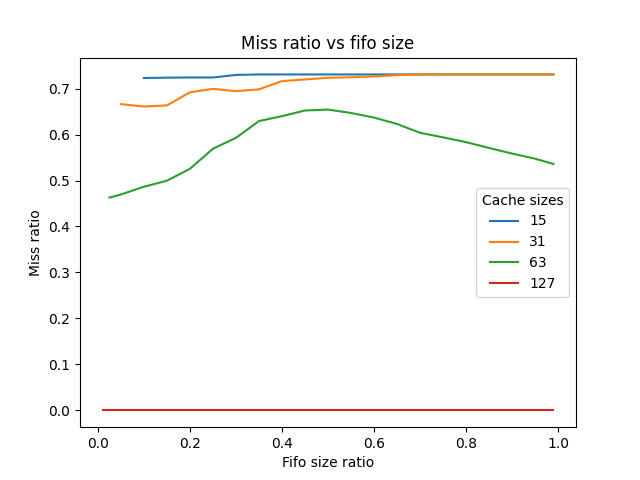 Miss ratio vs fifo size
Miss ratio
0.7
0.6
0.5
0.4
0.3
0.2
0.1
0.0
Cache sizes
15
31
63
127
0.0 0.2 0.4 0.6 0.8 1.0
Fifo size ratio